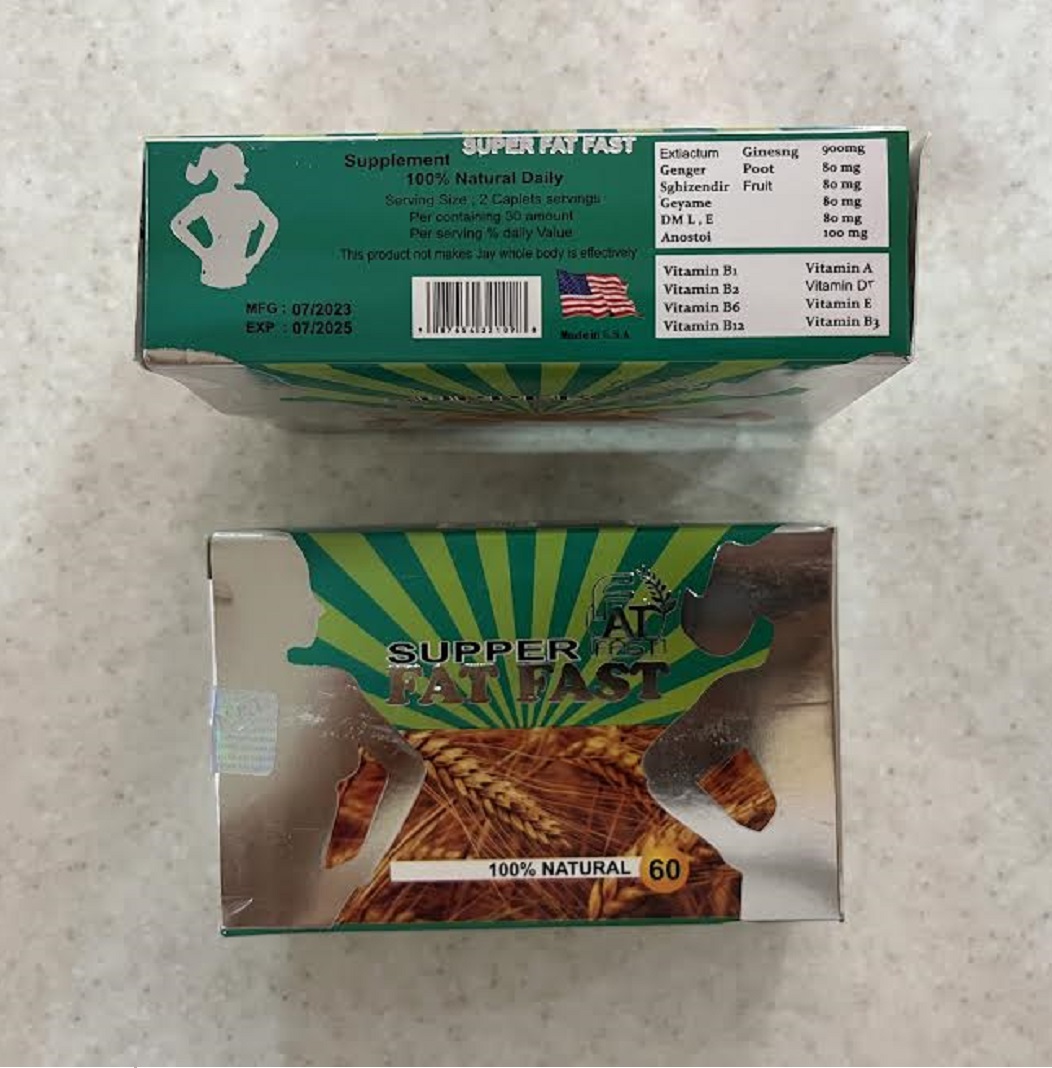 SUPER FAT FAST
Supplement
100% Natural Daily
Serving Size ; 2 Caplets servings
Per containing 30 amount
Per serving % daily Value
This product not makes Jay whole body is effectively
MFG : 07/2023
EXP : 07/2025
Made in U.S.A
Extiactum Ginesng 900mg
Genger Poot 80 mg
Sghizendir Fruit 80 mg
Geyame 80 mg
DM L , E 80 mg
Anostoi 100 mg
Vitamin B1 Vitamin A
Vitamin B2 Vitamin D
Vitamin B6 Vitamin E
Vitamin B12 Vitamin B3
FAT
FAST
SUPPER
FAT FAST
100% NATURAL 60